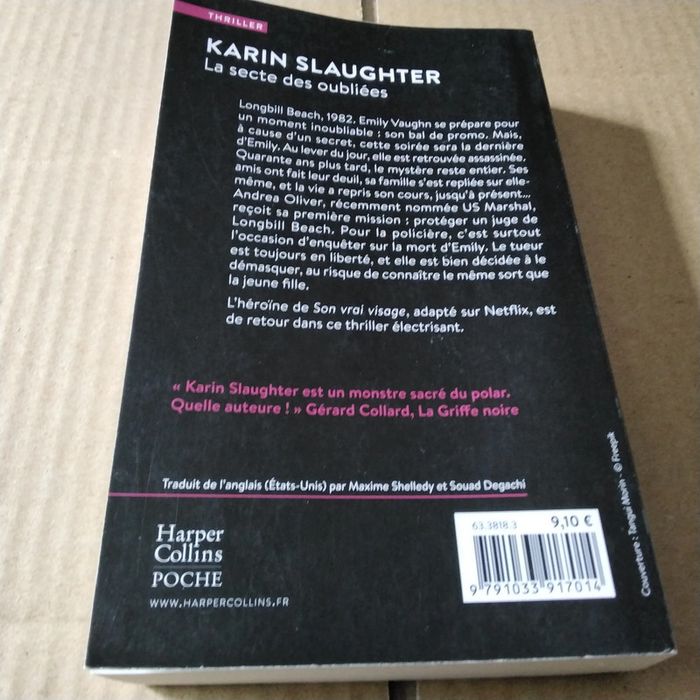 THRILLER
KARIN SLAUGHTER
La secte des oubliées
Longbill Beach, 1982. Emily Vaughn se prépare pour
un moment inoubliable : son bal de promo. Mais,
à cause d'un secret, cette soirée sera la dernière
d'Emily. Au lever du jour, elle est retrouvée assassinée.
Quarante ans plus tard, le mystère reste entier. Ses
amis ont fait leur deuil, sa famille s'est repliée sur elle-
même, et la vie a repris son cours, jusqu'à présent...
Andrea Oliver, récemment nommée US Marshal,
reçoit sa première mission : protéger un juge de
Longbill Beach. Pour la policière, c'est surtout
l'occasion d'enquêter sur la mort d'Emily. Le tueur
est toujours en liberté, et elle est bien décidée à le
démasquer, au risque de connaître le même sort que
la jeune fille.
L'héroïne de Son vrai visage, adapté sur Netflix, est
de retour dans ce thriller électrisant.
« Karin Slaughter est un monstre sacré du polar.
Quelle auteure ! » Gérard Collard, La Griffe noire
Traduit de l'anglais (États-Unis) par Maxime Shelledy et Souad Degachi
Harper
Collins
POCHE
WWW.HARPERCOLLINS.FR
63.3818.3 9,10 €
9 791033 917014
Couverture : Tangui Morin - © Freepik